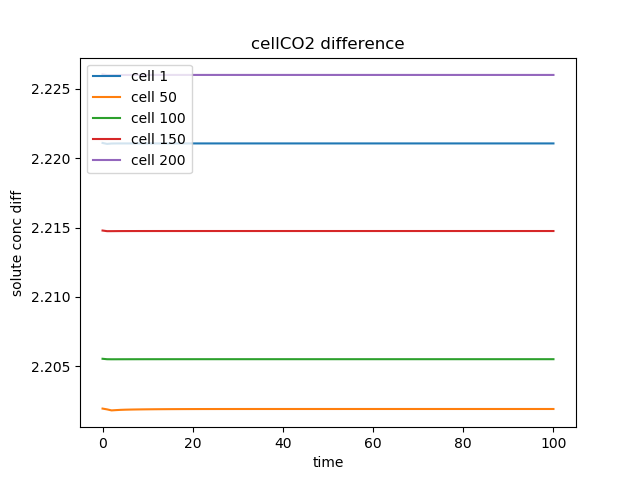 cellCO2 difference
cell 1
cell 50
cell 100
cell 150
cell 200
2.225
2.220
2.215
2.210
2.205
solute conc diff
0
20
40
60
80
100
time